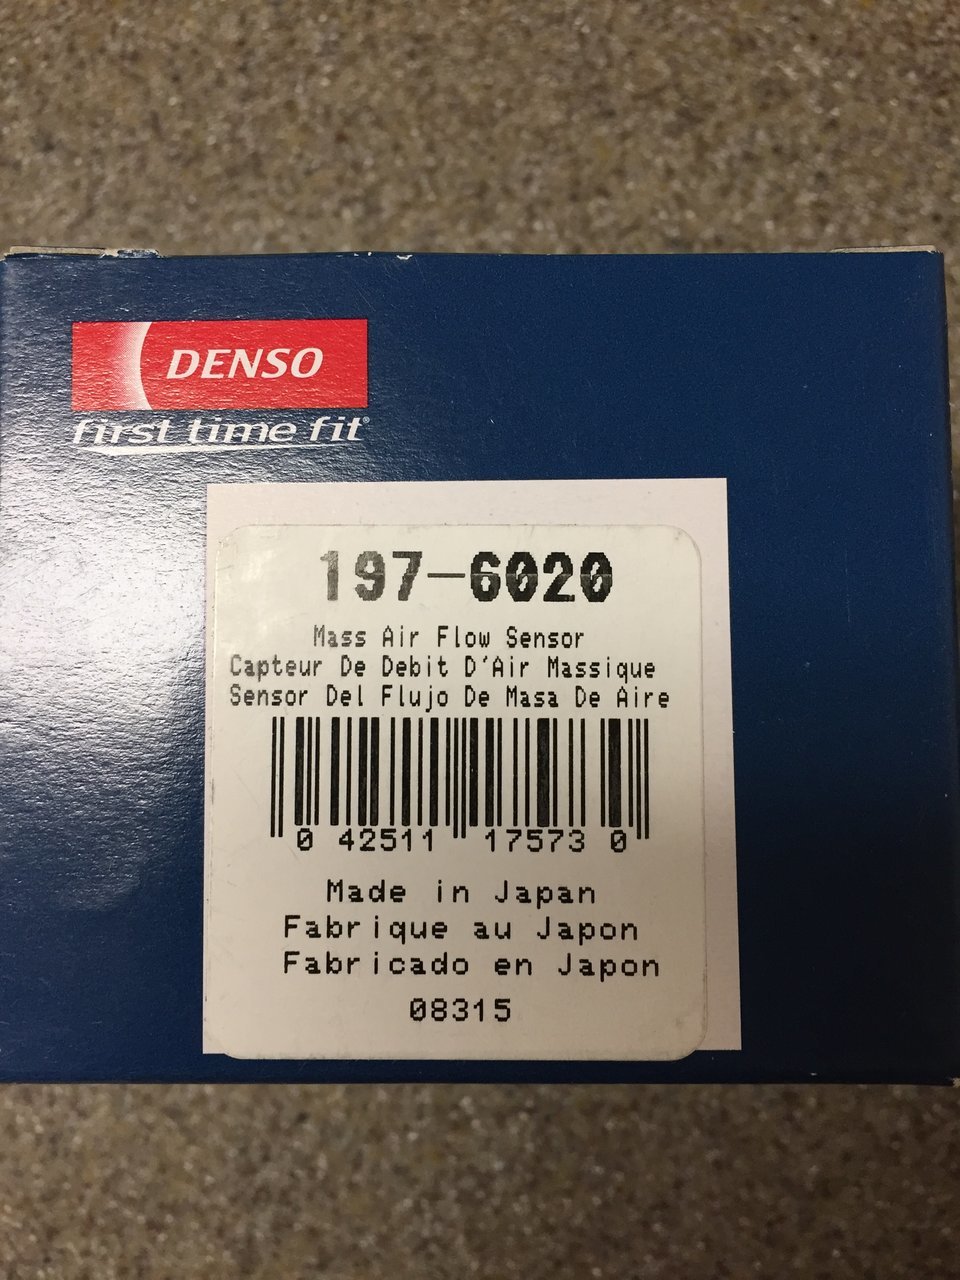 DENSO
first time fit®
197-6020
Mass Air Flow Sensor
Capteur De Debit D'Air Massique
Sensor Del Flujo De Masa De Aire
0 42511 17573 0
Made in Japan
Fabrique au Japon
Fabricado en Japon
08315